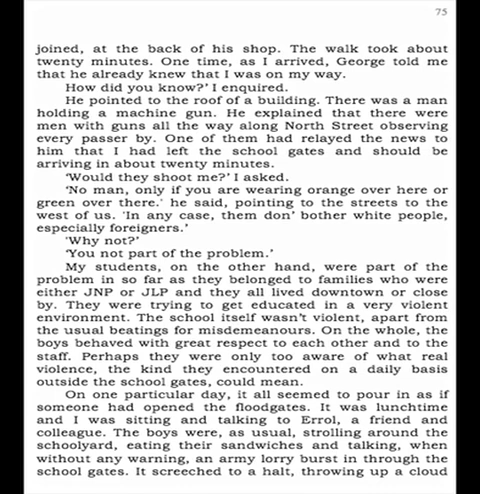 75
joined, at the back of his shop. The walk took about
twenty minutes. One time, as I arrived, George told me
that he already knew that I was on my way.
How did you know?' I enquired.
He pointed to the roof of a building. There was a man
holding a machine gun. He explained that there were
men with guns all the way along North Street observing
every passer by. One of them had relayed the news to
him that I had left the school gates and should be
arriving in about twenty minutes.
'Would they shoot me?' I asked.
'No man, only if you are wearing orange over here or
green over there.' he said, pointing to the streets to the
west of us. 'In any case, them don' bother white people,
especially foreigners.'
'Why not?'
'You not part of the problem.'
My students, on the other hand, were part of the
problem in so far as they belonged to families who were
either JNP or JLP and they all lived downtown or close
by. They were trying to get educated in a very violent
environment. The school itself wasn't violent, apart from
the usual beatings for misdemeanours. On the whole, the
boys behaved with great respect to each other and to the
staff. Perhaps they were only too aware of what real
violence, the kind they encountered on a daily basis
outside the school gates, could mean.
On one particular day, it all seemed to pour in as if
someone had opened the floodgates. It was lunchtime
and I was sitting and talking to Errol, a friend and
colleague. The boys were, as usual, strolling around the
schoolyard, eating their sandwiches and talking, when
without any warning, an army lorry burst in through the
school gates. It screeched to a halt, throwing up a cloud